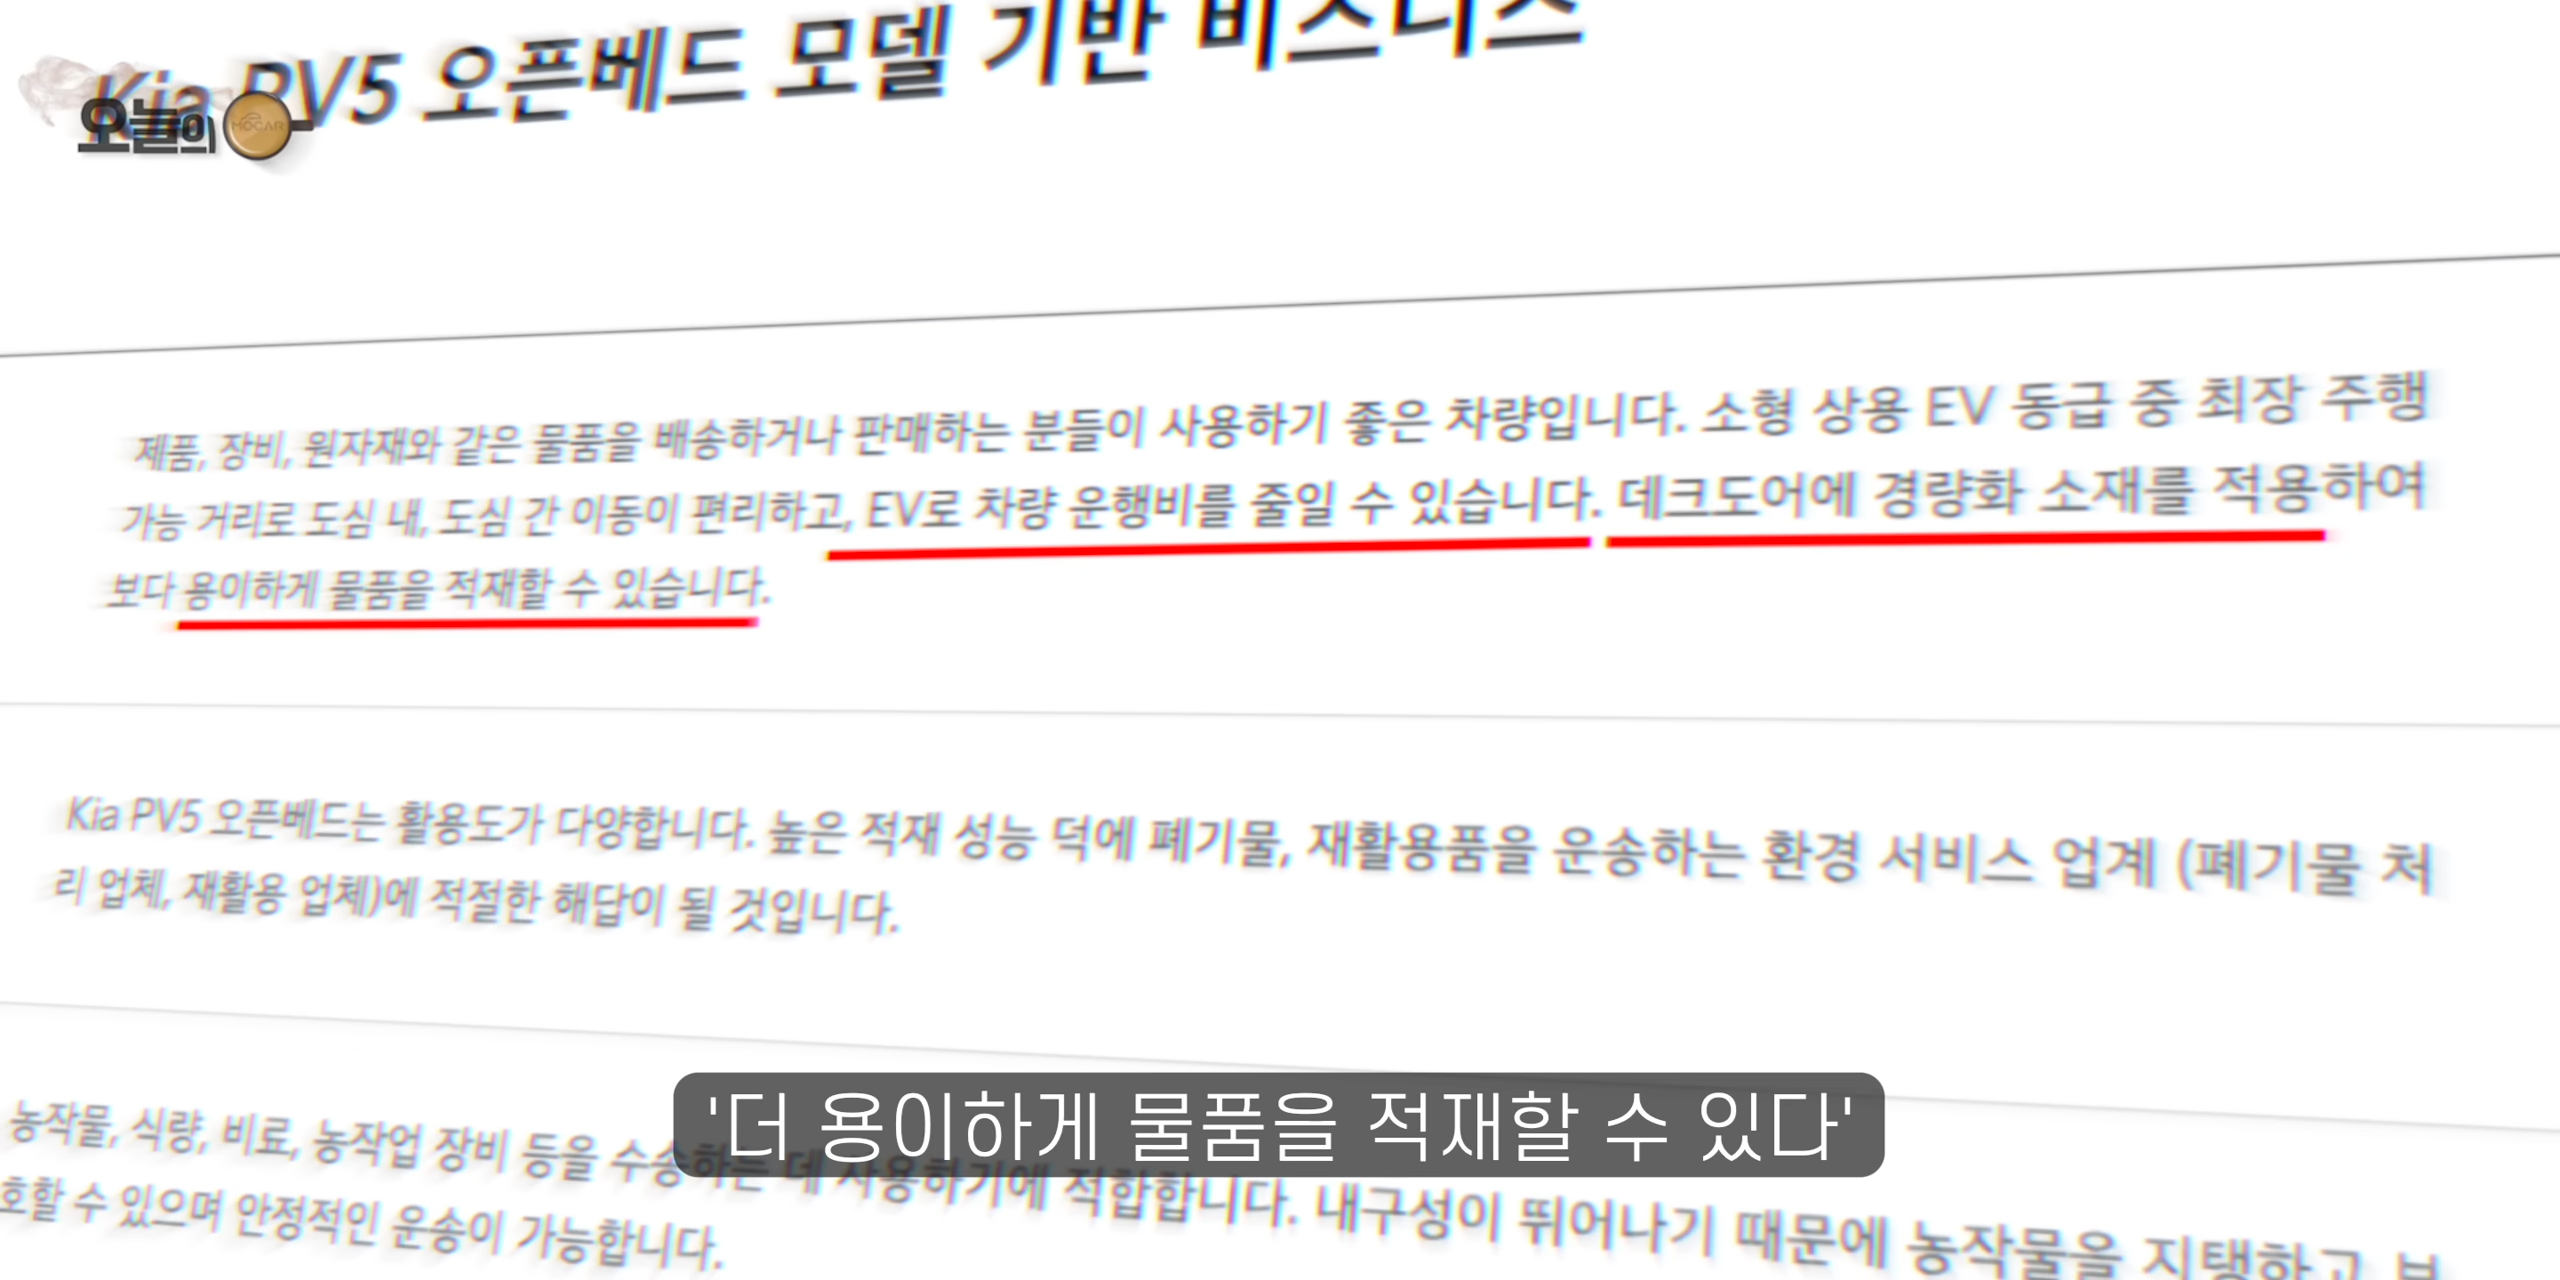 Kia PV5 오픈베드 모델 기반 비즈니스
오늘의 MOCAR
제품, 장비, 원자재와 같은 물품을 배송하거나 판매하는 분들이 사용하기 좋은 차량입니다. 소형 상용 EV 동급 중 최장 주행
가능 거리로 도심 내, 도심 간 이동이 편리하고, EV로 차량 운행비를 줄일 수 있습니다. 데크도어에 경량화 소재를 적용하여
보다 용이하게 물품을 적재할 수 있습니다.
Kia PV5 오픈베드는 활용도가 다양합니다. 높은 적재 성능 덕에 폐기물, 재활용품을 운송하는 환경 서비스 업계 (폐기물 처
리 업체, 재활용 업체)에 적절한 해답이 될 것입니다.
농작물, 식량, 비료, 농작업 장비 등을 수송하는 데 사용하기에 적합합니다. 내구성이 뛰어나기 때문에 농작물을 지탱하고 보
호할 수 있으며 안정적인 운송이 가능합니다.
'더 용이하게 물품을 적재할 수 있다'